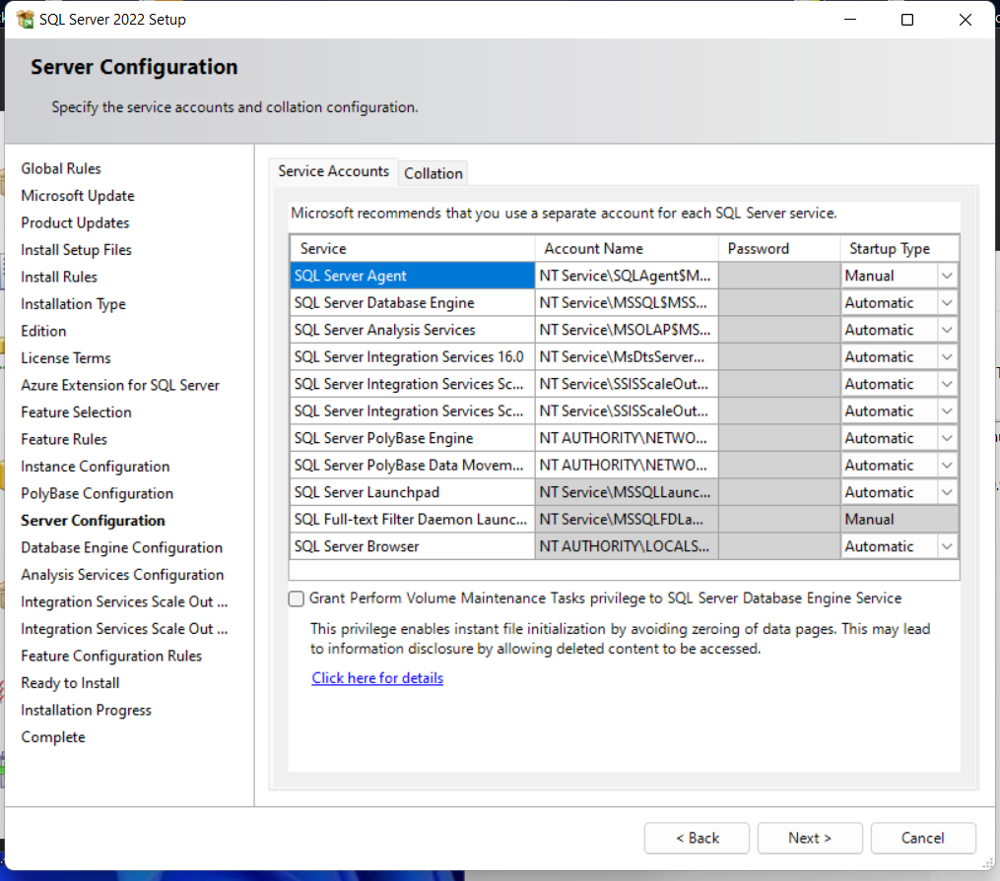 SQL Server 2022 Setup
Server Configuration
Specify the service accounts and collation configuration.
Global Rules
Microsoft Update
Product Updates
Install Setup Files
Install Rules
Installation Type
Edition
License Terms
Azure Extension for SQL Server
Feature Selection
Feature Rules
Instance Configuration
PolyBase Configuration
Server Configuration
Database Engine Configuration
Analysis Services Configuration
Integration Services Scale Out ...
Integration Services Scale Out ...
Feature Configuration Rules
Ready to Install
Installation Progress
Complete
Service Accounts Collation
Microsoft recommends that you use a separate account for each SQL Server service.
Service Account Name Password Startup Type
SQL Server Agent NT Service\SQLAgent$M... Manual
SQL Server Database Engine NT Service\MSSQL$MSS... Automatic
SQL Server Analysis Services NT Service\MSOLAP$MS... Automatic
SQL Server Integration Services 16.0 NT Service\MsDtsServer... Automatic
SQL Server Integration Services Sc... NT Service\SSISScaleOut... Automatic
SQL Server Integration Services Sc... NT Service\SSISScaleOut... Automatic
SQL Server PolyBase Engine NT AUTHORITY\NETWO... Automatic
SQL Server PolyBase Data Movem... NT AUTHORITY\NETWO... Automatic
SQL Server Launchpad NT Service\MSSQLLaunc... Automatic
SQL Full-text Filter Daemon Launc... NT Service\MSSQLFDLa... Manual
SQL Server Browser NT AUTHORITY\LOCALS... Automatic
Grant Perform Volume Maintenance Tasks privilege to SQL Server Database Engine Service
This privilege enables instant file initialization by avoiding zeroing of data pages. This may lead
to information disclosure by allowing deleted content to be accessed.
Click here for details
< Back Next > Cancel